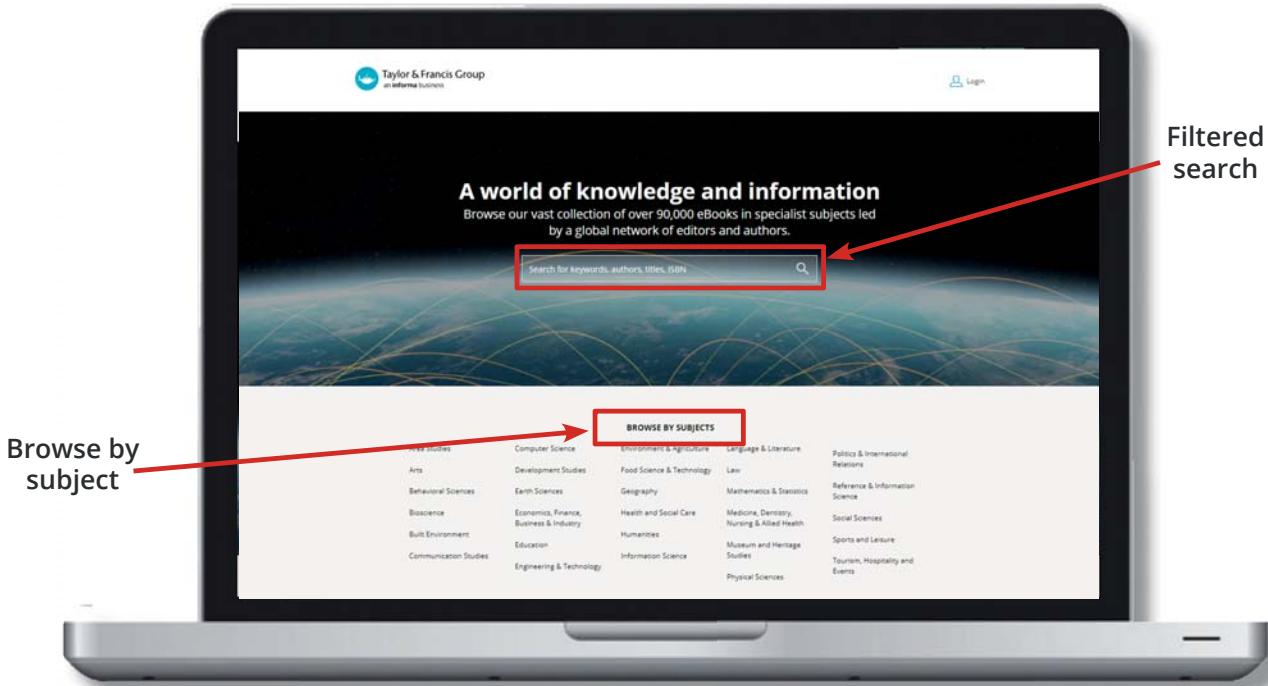 Taylor & Francis Group
an informa business
Login
Filtered
search
A world of knowledge and information
Browse our vast collection of over 90,000 eBooks in specialist subjects led
by a global network of editors and authors.
Search for keywords, authors, titles, ISBN
Browse by
subject
BROWSE BY SUBJECTS
Area Studies
Arts
Behavioral Sciences
Bioscience
Built Environment
Communication Studies
Computer Science
Development Studies
Earth Sciences
Economics, Finance,
Business & Industry
Education
Engineering & Technology
Environment & Agriculture
Food Science & Technology
Geography
Health and Social Care
Humanities
Information Science
Language & Literature
Law
Mathematics & Statistics
Medicine, Dentistry,
Nursing & Allied Health
Museum and Heritage
Studies
Physical Sciences
Politics & International
Relations
Reference & Information
Science
Social Sciences
Sports and Leisure
Tourism, Hospitality and
Events